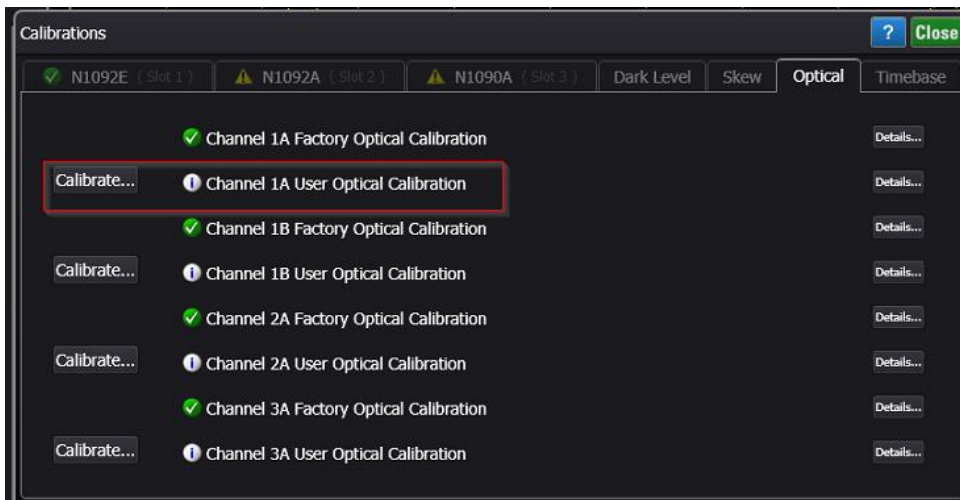 Calibrations ? Close
N1092E ( Slot 1 ) N1092A ( Slot 2 ) N1090A ( Slot 3 ) Dark Level Skew Optical Timebase
Channel 1A Factory Optical Calibration Details...
Calibrate... Channel 1A User Optical Calibration Details...
Channel 1B Factory Optical Calibration Details...
Calibrate... Channel 1B User Optical Calibration Details...
Channel 2A Factory Optical Calibration Details...
Calibrate... Channel 2A User Optical Calibration Details...
Channel 3A Factory Optical Calibration Details...
Calibrate... Channel 3A User Optical Calibration Details...